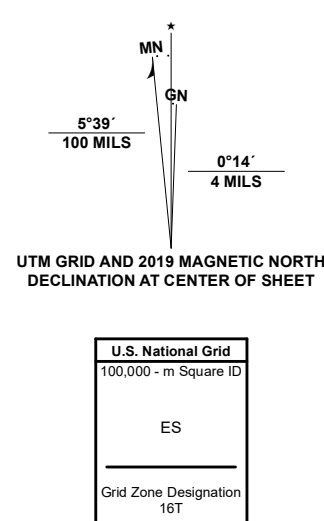 MN
GN
5°39´
100 MILS
0°14´
4 MILS
UTM GRID AND 2019 MAGNETIC NORTH
DECLINATION AT CENTER OF SHEET
U.S. National Grid
100,000 - m Square ID
ES
Grid Zone Designation
16T